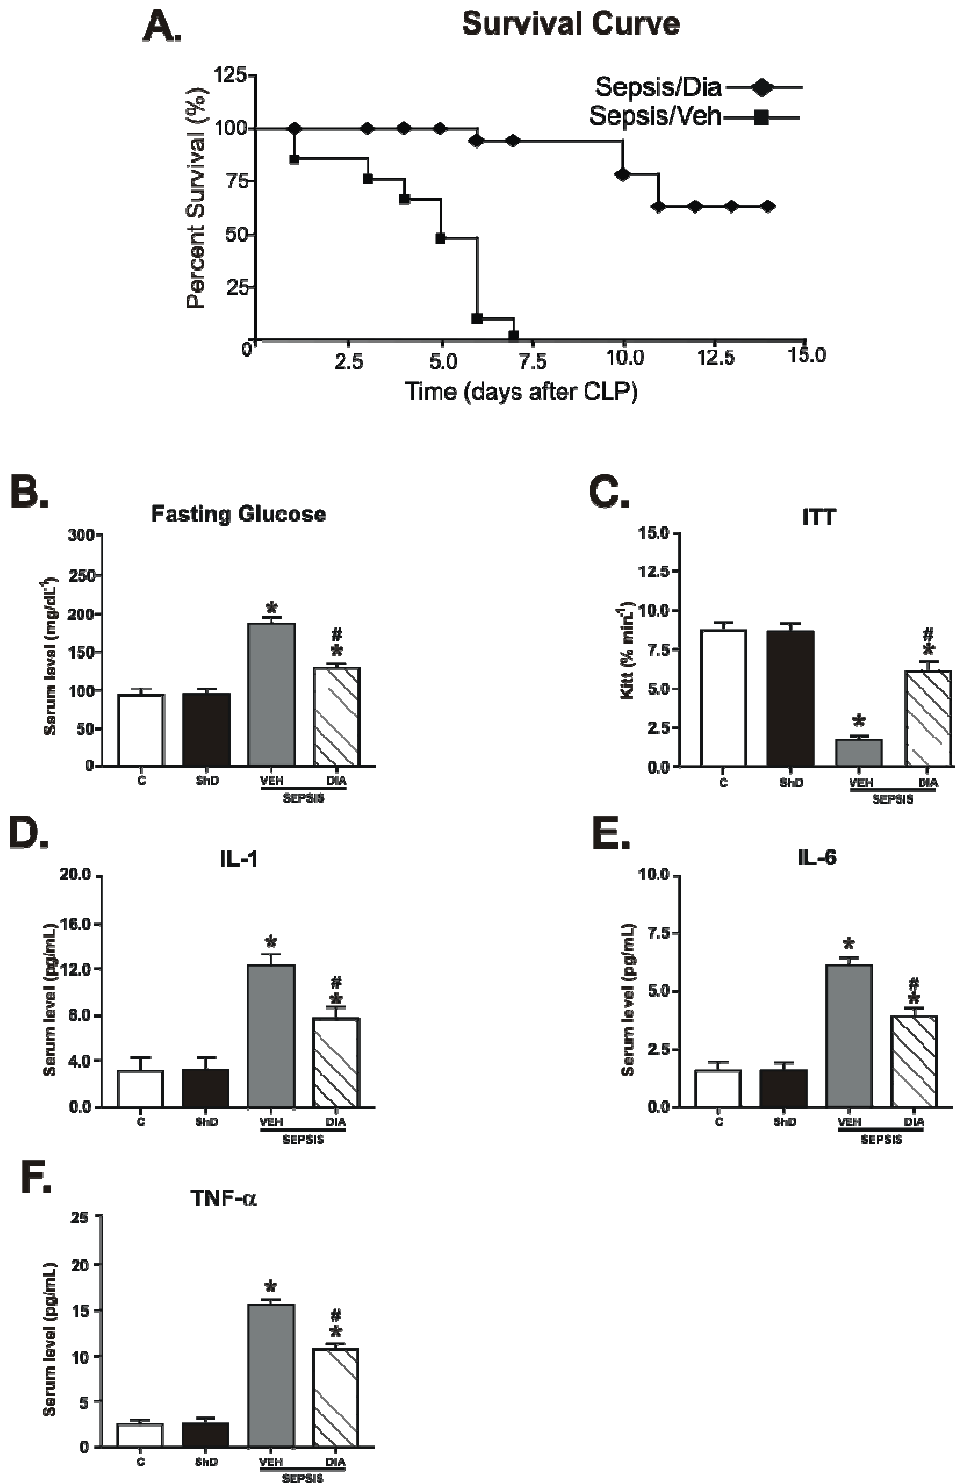 A.
Survival Curve
Percent Survival (%)
125
100
75
50
25
0
Sepsis/Dia
Sepsis/Veh
2.5
5.0
7.5
10.0
12.5
15.0
Time (days after CLP)
B.
Fasting Glucose
Serum level (mg/dL-1)
300
250
200
150
100
50
0
*
#
*
C
ShD
VEH
DIA
SEPSIS
C.
ITT
Kitt (% min-1)
15.0
12.5
10.0
7.5
5.0
2.5
0.0
*
#
*
C
ShD
VEH
DIA
SEPSIS
D.
IL-1
Serum level (pg/mL)
20.0
16.0
12.0
8.0
4.0
0.0
*
#
*
C
ShD
VEH
DIA
SEPSIS
E.
IL-6
Serum level (pg/mL)
10.0
7.5
5.0
2.5
0.0
*
#
*
C
ShD
VEH
DIA
SEPSIS
F.
TNF-α
Serum level (pg/mL)
25
20
15
10
5
0
*
#
*
C
ShD
VEH
DIA
SEPSIS